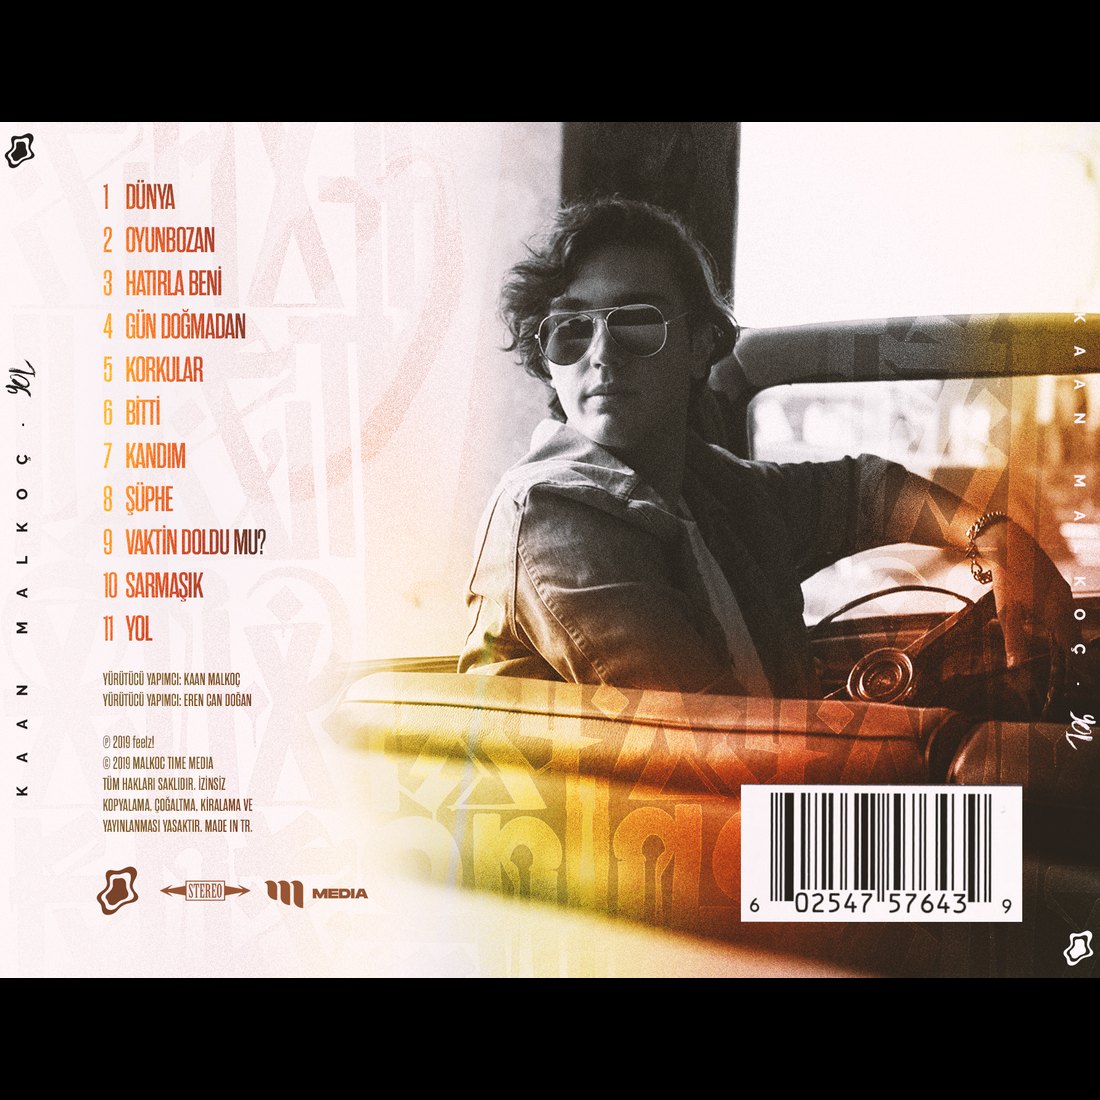 1 DÜNYA
2 OYUNBOZAN
3 HATIRLA BENİ
4 GÜN DOĞMADAN
5 KORKULAR
6 BİTTİ
7 KANDIM
8 ŞÜPHE
9 VAKTİN DOLDU MU?
10 SARMAŞIK
11 YOL
YÜRÜTÜCÜ YAPIMCI: KAAN MALKOÇ
YÜRÜTÜCÜ YAPIMCI: EREN CAN DOĞAN
℗ 2019 feelz!
© 2019 MALKOC TIME MEDIA
TÜM HAKLARI SAKLIDIR. İZİNSİZ
KOPYALAMA. ÇOĞALTMA. KİRALAMA VE
YAYINLANMASI YASAKTIR. MADE IN TR.
STEREO
m MEDIA
6 02547 57643 9
KAAN MALKOÇ · YOL
KAAN MALKOÇ · YOL